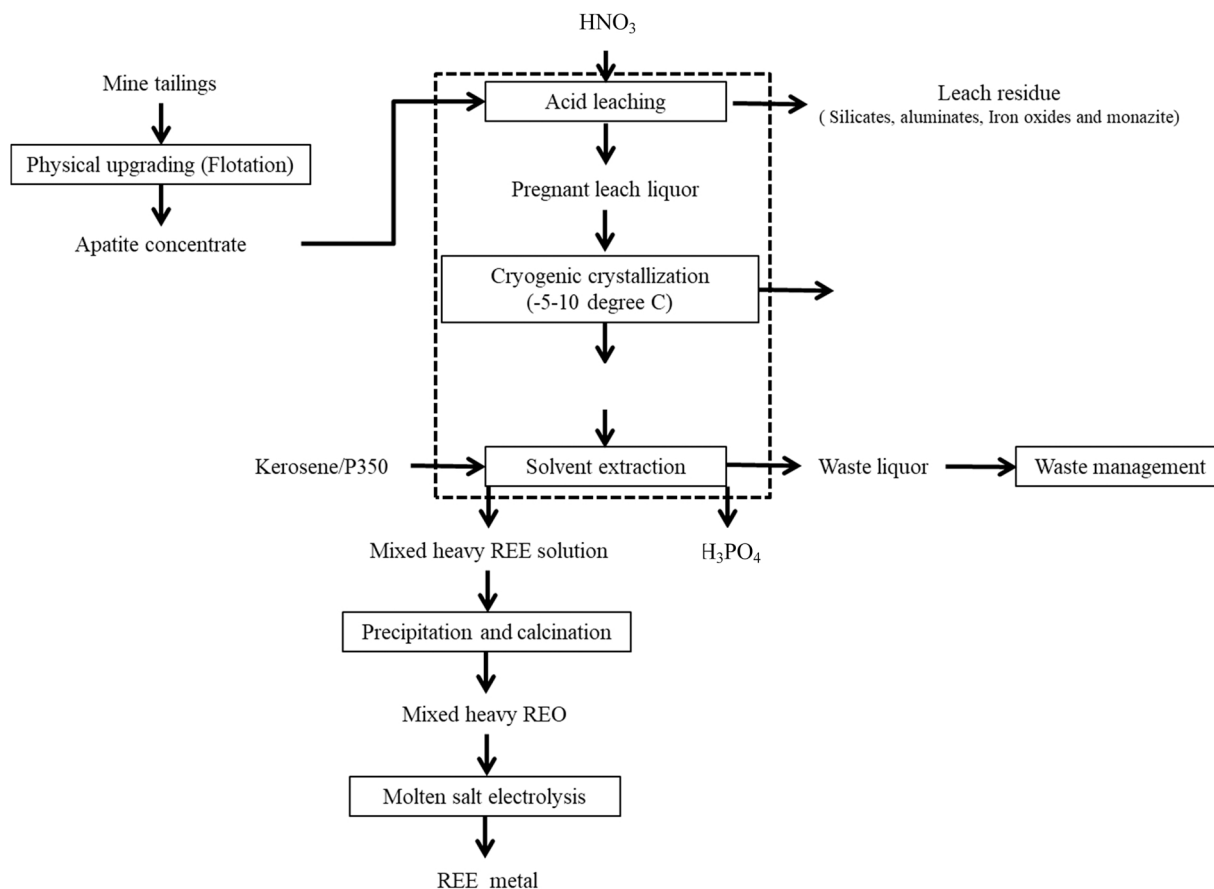 HNO₃
Mine tailings
Acid leaching
Leach residue
( Silicates, aluminates, Iron oxides and monazite)
Physical upgrading (Flotation)
Pregnant leach liquor
Apatite concentrate
Cryogenic crystallization
(-5-10 degree C)
Kerosene/P350
Solvent extraction
Waste liquor
Waste management
Mixed heavy REE solution
H₃PO₄
Precipitation and calcination
Mixed heavy REO
Molten salt electrolysis
REE metal